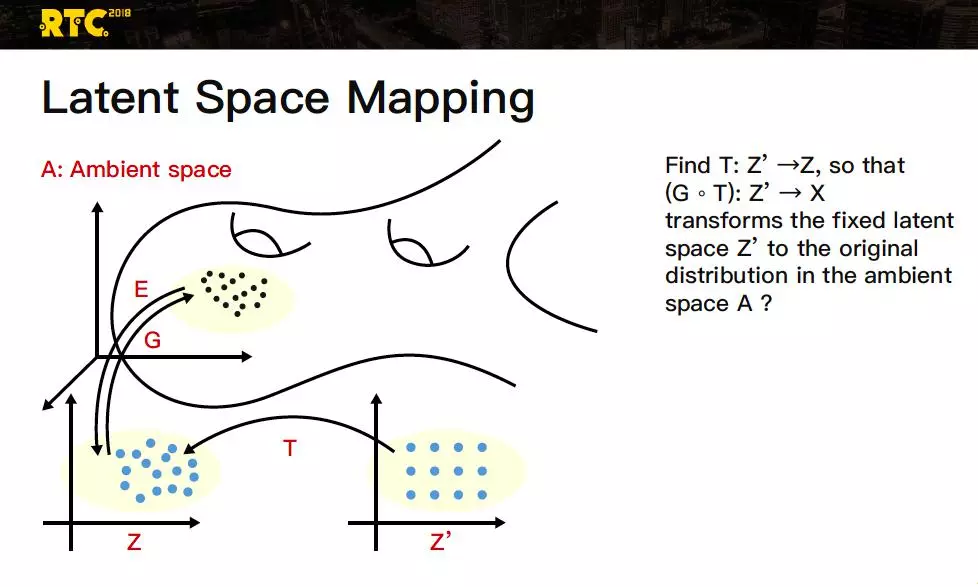 RTC 2018
Latent Space Mapping
A: Ambient space
Find T: Z’ →Z, so that
(G ∘ T): Z’ → X
transforms the fixed latent
space Z’ to the original
distribution in the ambient
space A ?
E
G
T
Z
Z’